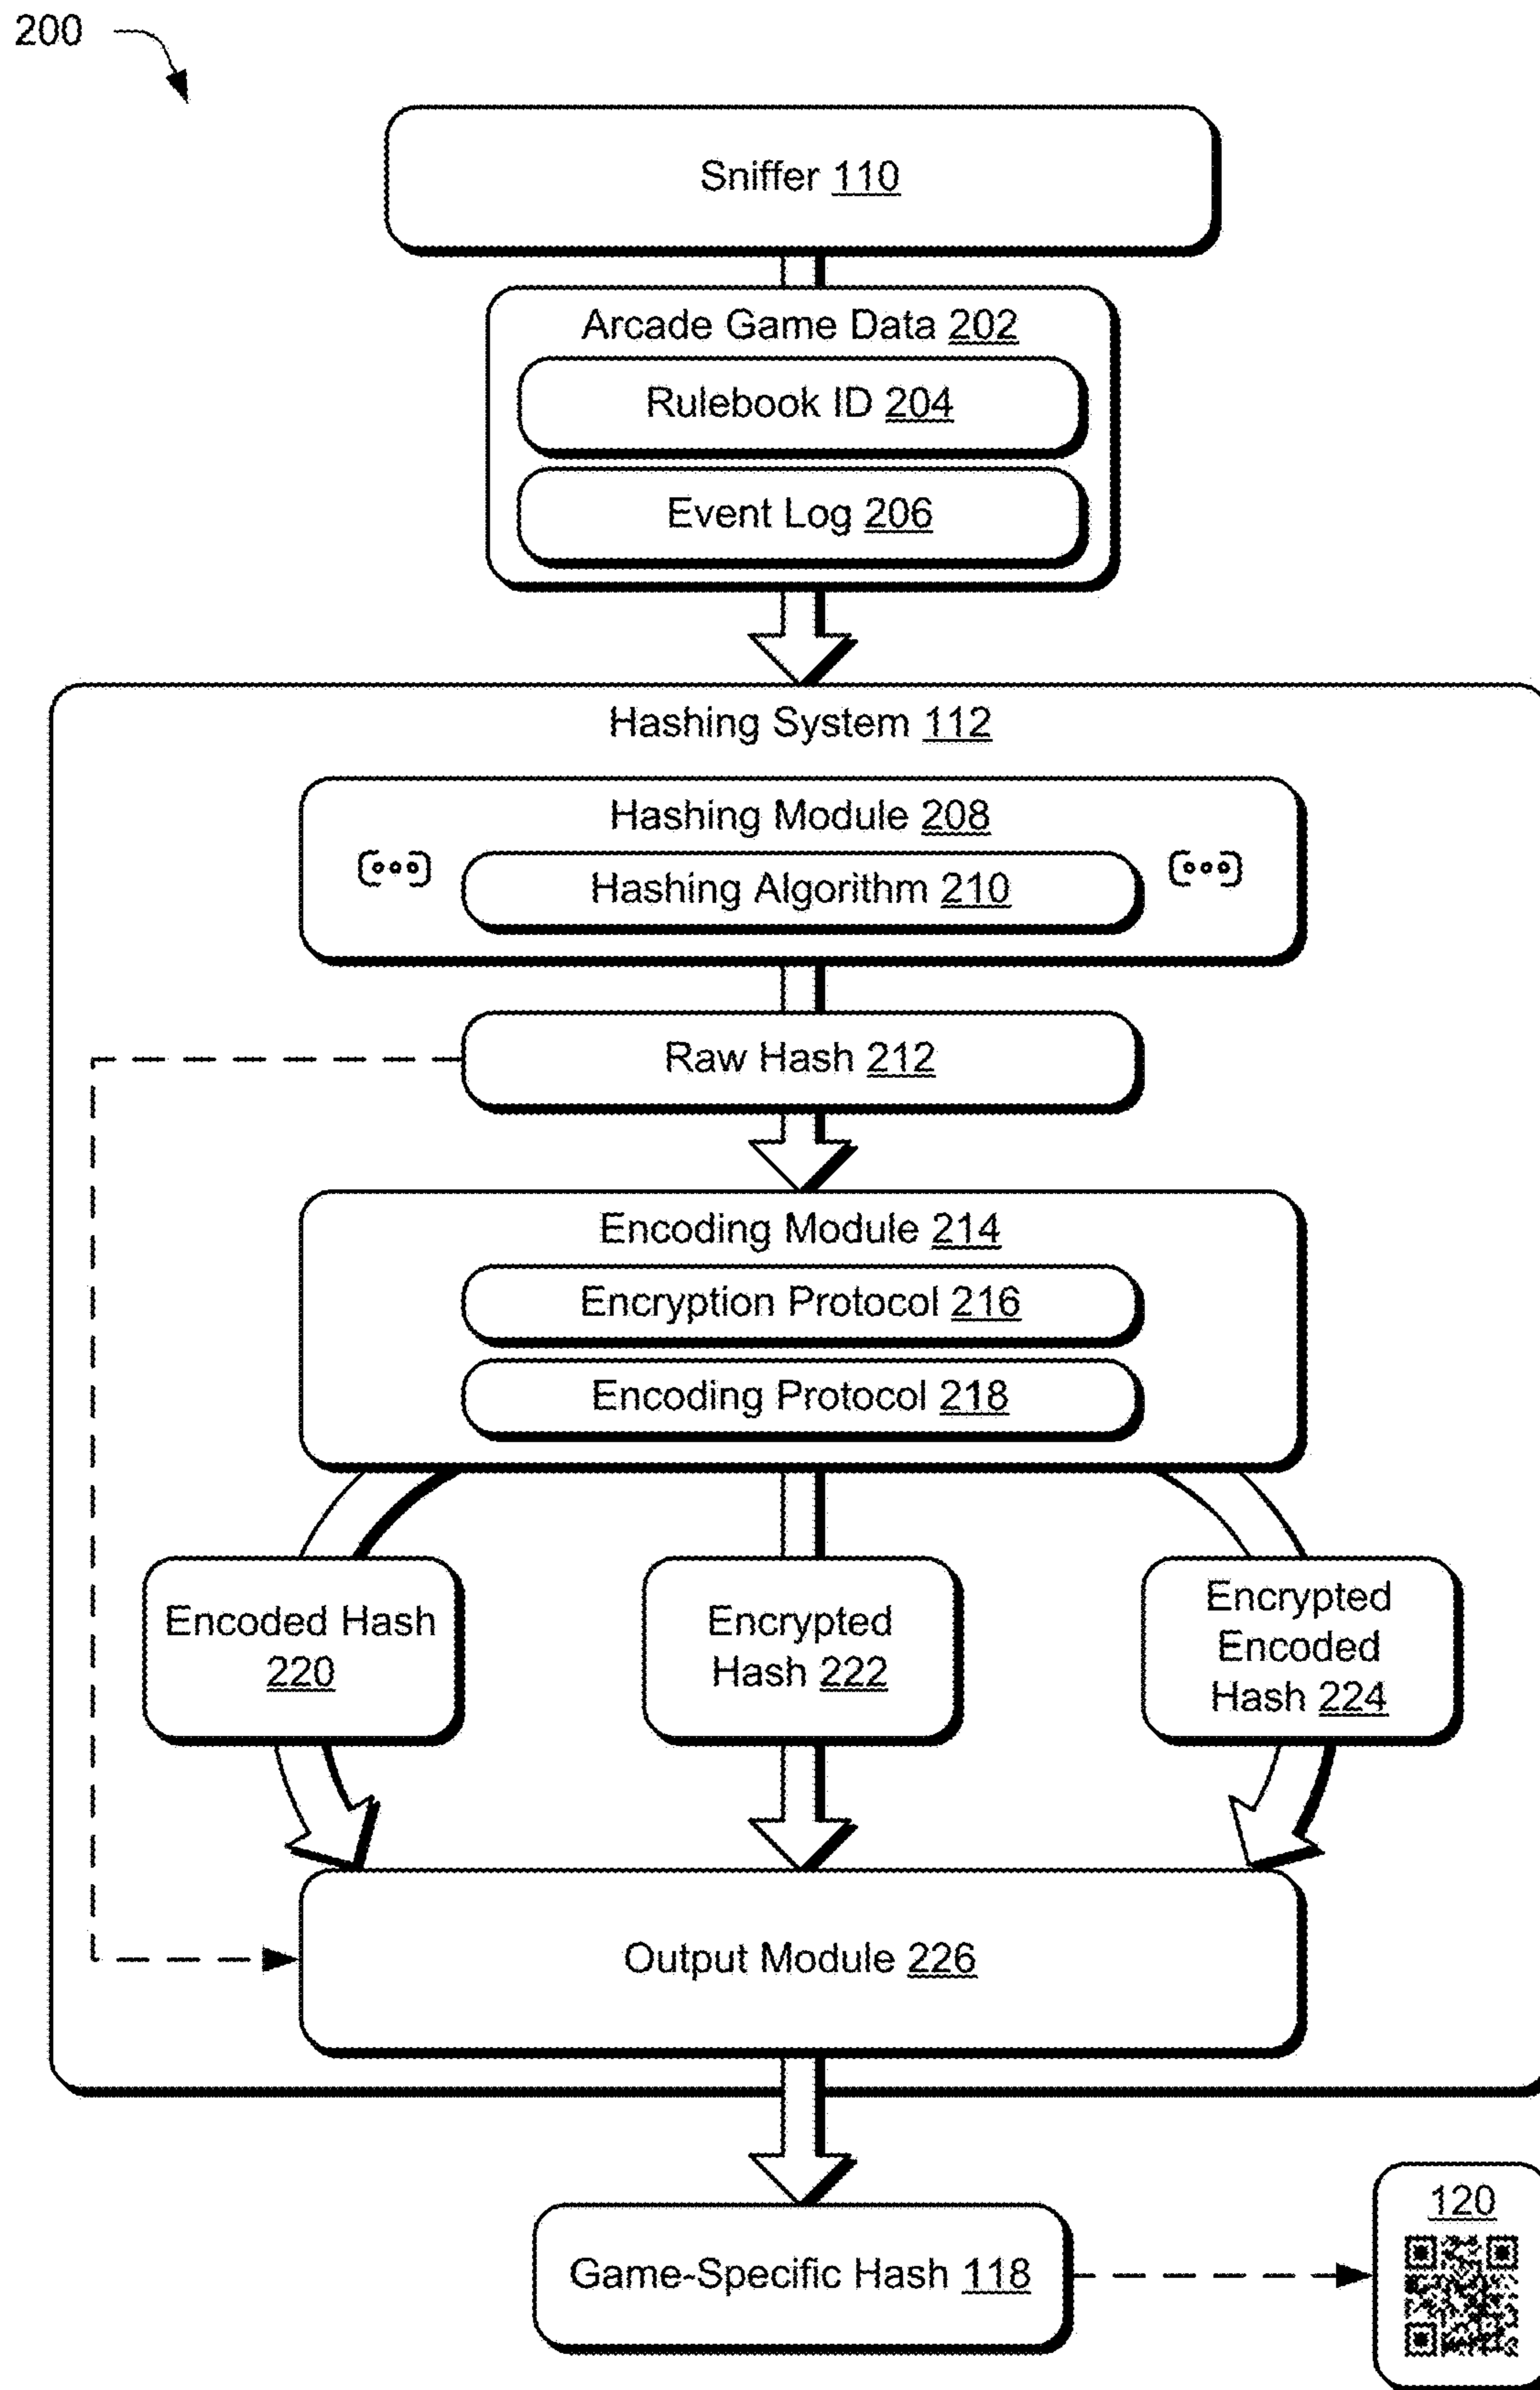 200
Sniffer 110
Arcade Game Data 202
Rulebook ID 204
Event Log 206
Hashing System 112
Hashing Module 208
Hashing Algorithm 210
Raw Hash 212
Encoding Module 214
Encryption Protocol 216
Encoding Protocol 218
Encoded Hash
220
Encrypted
Hash 222
Encrypted
Encoded
Hash 224
Output Module 226
Game-Specific Hash 118
120